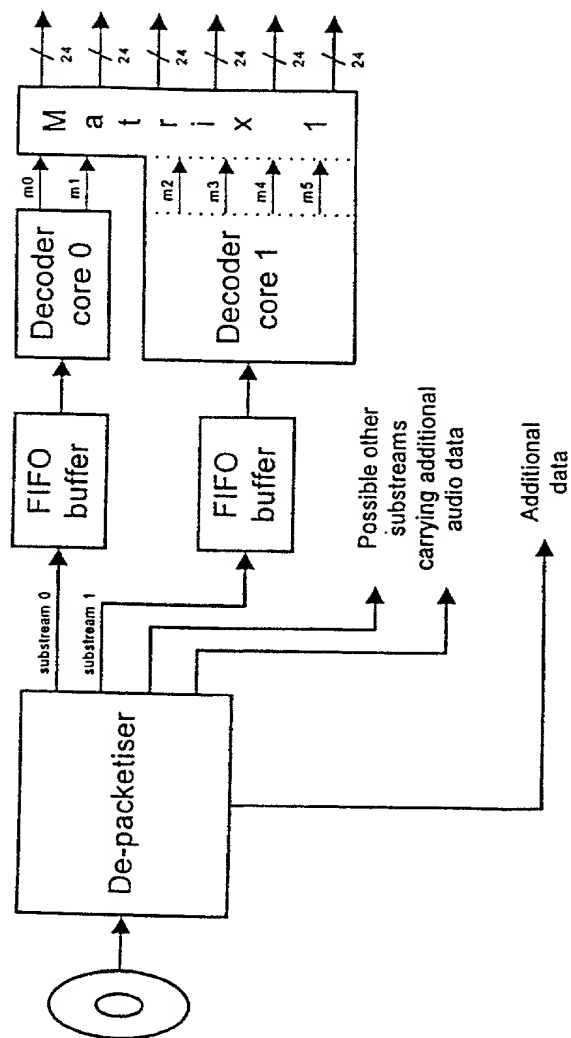 De-packetiser
substream 0
substream 1
FIFO
buffer
FIFO
buffer
Decoder
core 0
Decoder
core 1
m0
m1
m2
m3
m4
m5
Matrix 1
24
24
24
24
24
24
Possible other
substreams
carrying additional
audio data
Additional
data